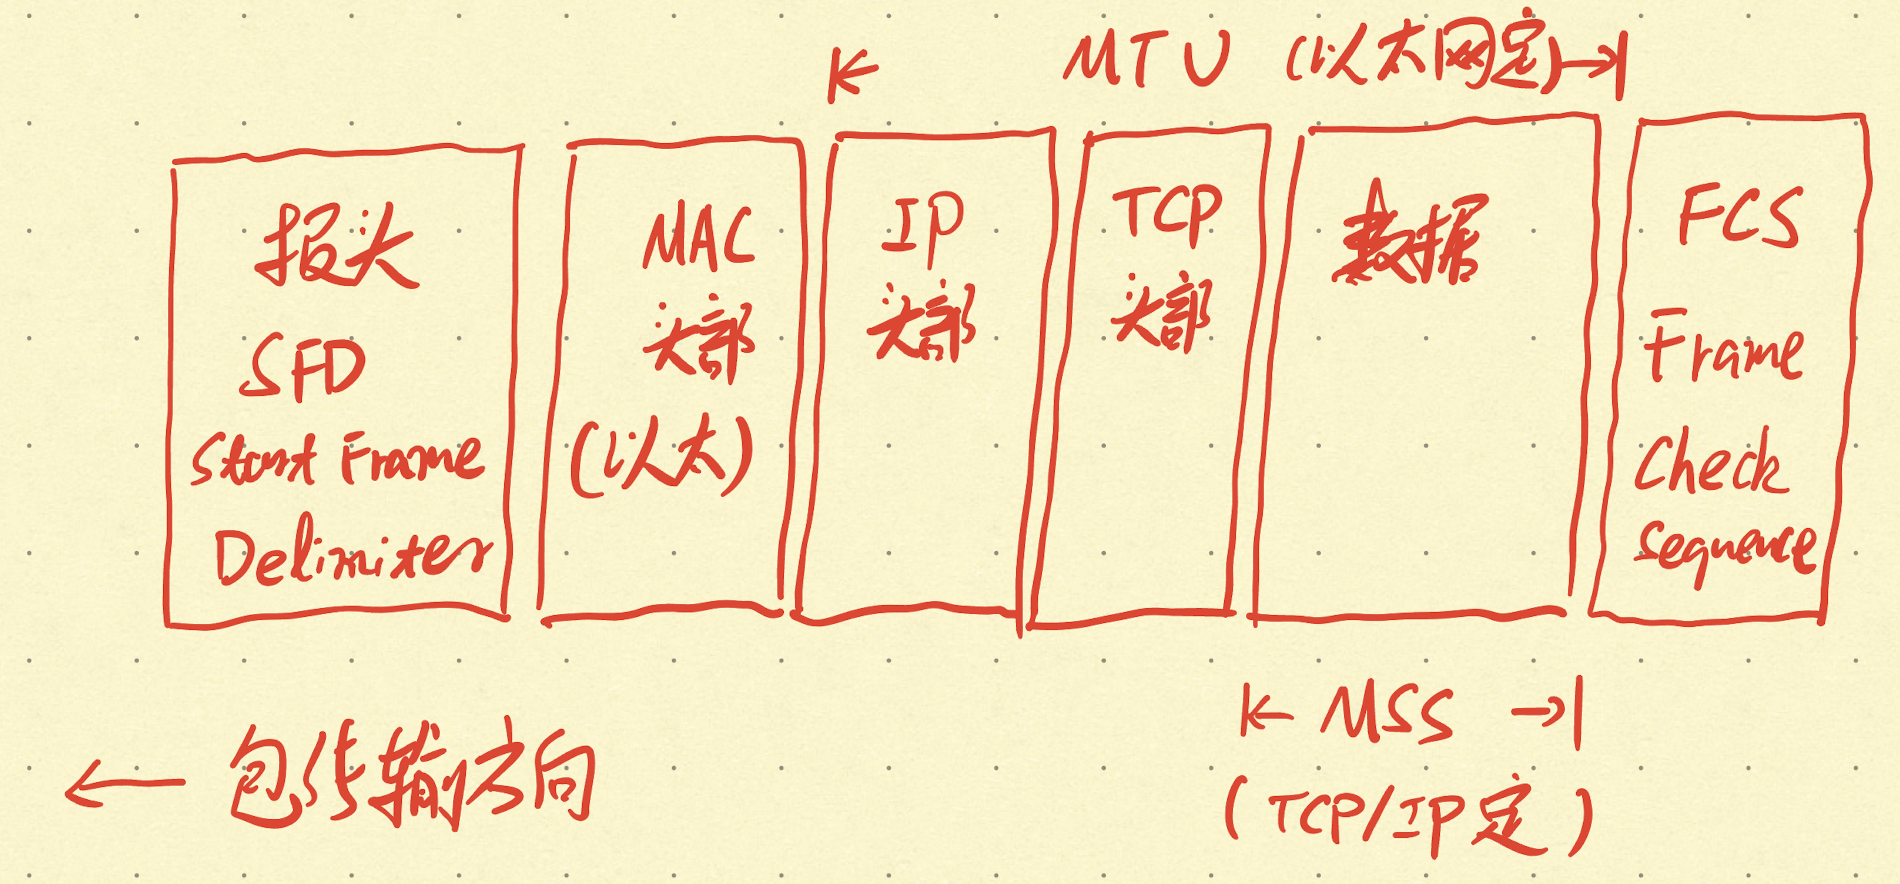 MTU (以太网定)
报头
SFD
Start Frame
Delimiter
MAC
头部
(以太)
IP
头部
TCP
头部
数据
FCS
Frame
Check
Sequence
MSS
(TCP/IP定)
包传输方向